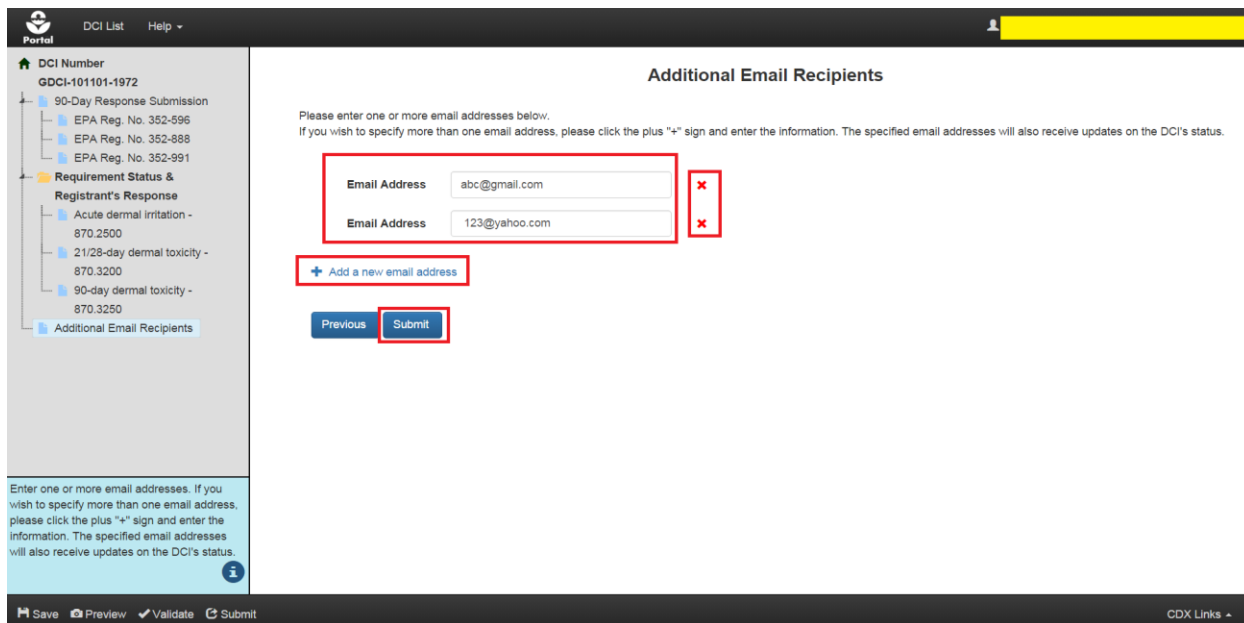 Portal
DCI List Help
DCI Number
GDCI-101101-1972
90-Day Response Submission
EPA Reg. No. 352-596
EPA Reg. No. 352-888
EPA Reg. No. 352-991
Requirement Status &
Registrant's Response
Acute dermal irritation -
870.2500
21/28-day dermal toxicity -
870.3200
90-day dermal toxicity -
870.3250
Additional Email Recipients
Enter one or more email addresses. If you
wish to specify more than one email address,
please click the plus "+" sign and enter the
information. The specified email addresses
will also receive updates on the DCI's status.
Additional Email Recipients
Please enter one or more email addresses below.
If you wish to specify more than one email address, please click the plus "+" sign and enter the information. The specified email addresses will also receive updates on the DCI's status.
Email Address abc@gmail.com
Email Address 123@yahoo.com
+ Add a new email address
Previous Submit
Save Preview Validate Submit CDX Links